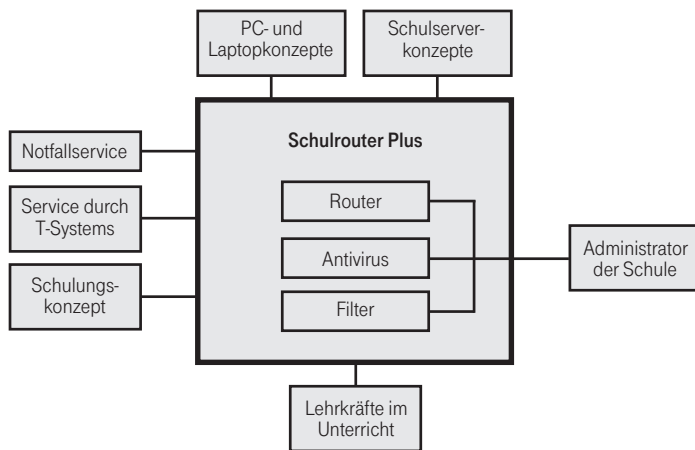 PC- und
Laptopkonzepte
Schulserver-
konzepte
Schulrouter Plus
Notfallservice
Router
Service durch
T-Systems
Antivirus
Administrator
der Schule
Schulungs-
konzept
Filter
Lehrkräfte im
Unterricht